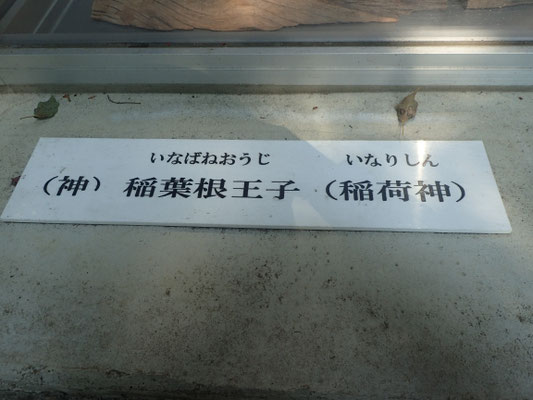 いなばねおうじ いなりしん
（神） 稲葉根王子 （稲荷神）